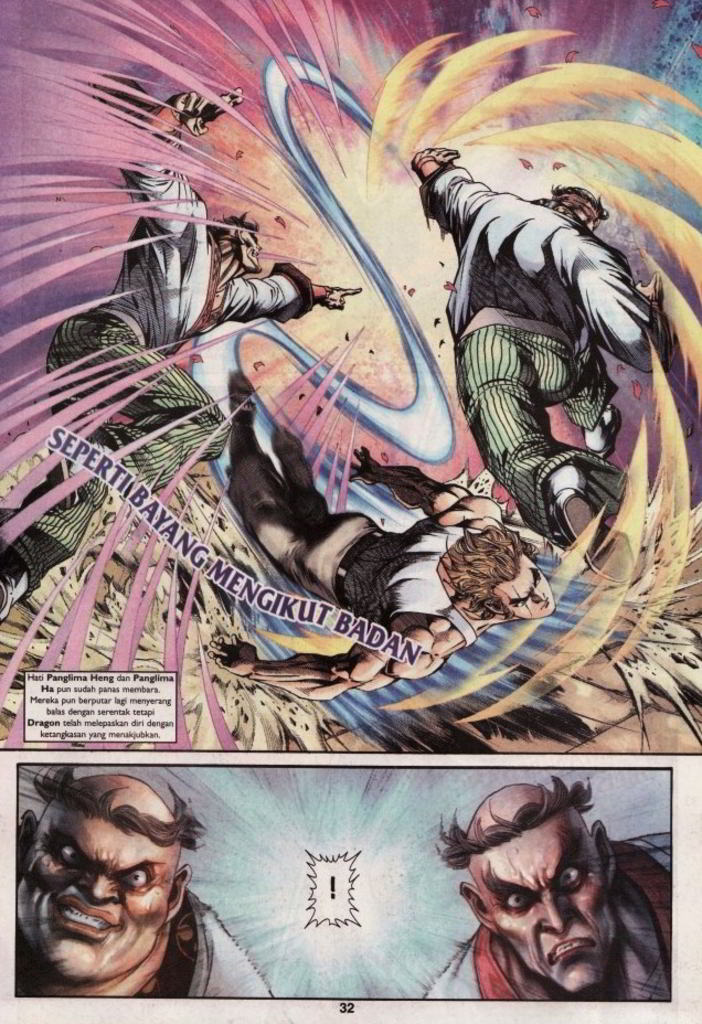 SEPERTI BAYANG MENGIKUT BADAN
Hati Panglima Heng dan Panglima
Ha pun sudah panas membara.
Mereka pun berputar lagi menyerang
balas dengan serentak tetapi
Dragon telah melepaskan diri dengan
ketangkasan yang menakjubkan.
!
32